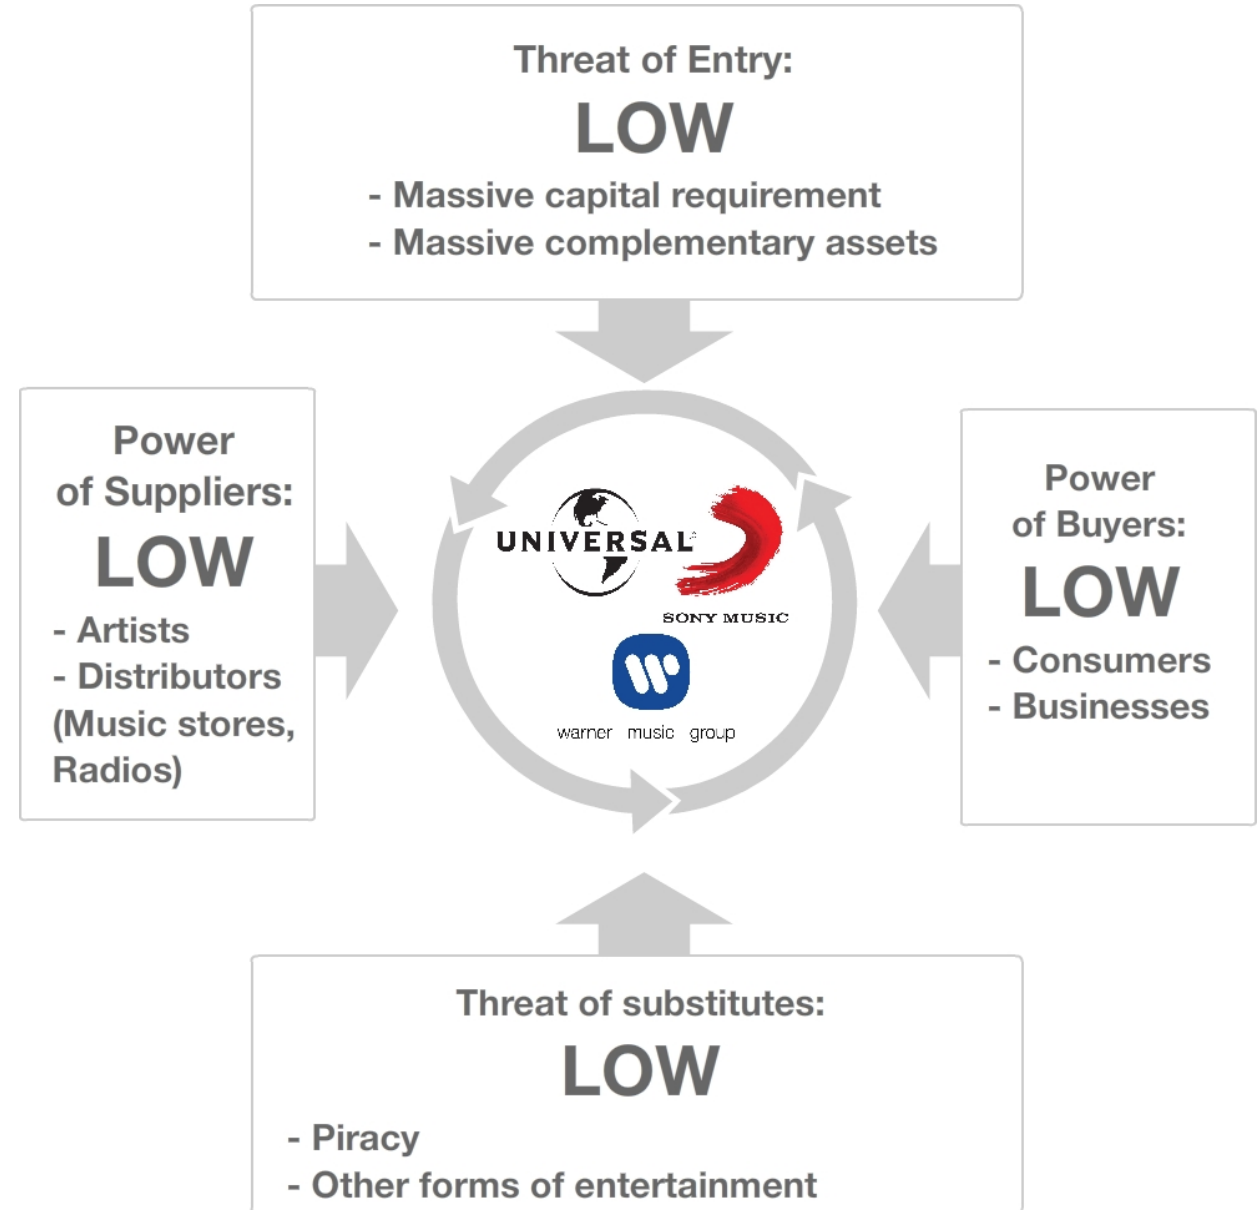 Threat of Entry:
LOW
- Massive capital requirement
- Massive complementary assets
Power
of Suppliers:
LOW
- Artists
- Distributors
(Music stores,
Radios)
UNIVERSAL
SONY MUSIC
warner music group
Power
of Buyers:
LOW
- Consumers
- Businesses
Threat of substitutes:
LOW
- Piracy
- Other forms of entertainment